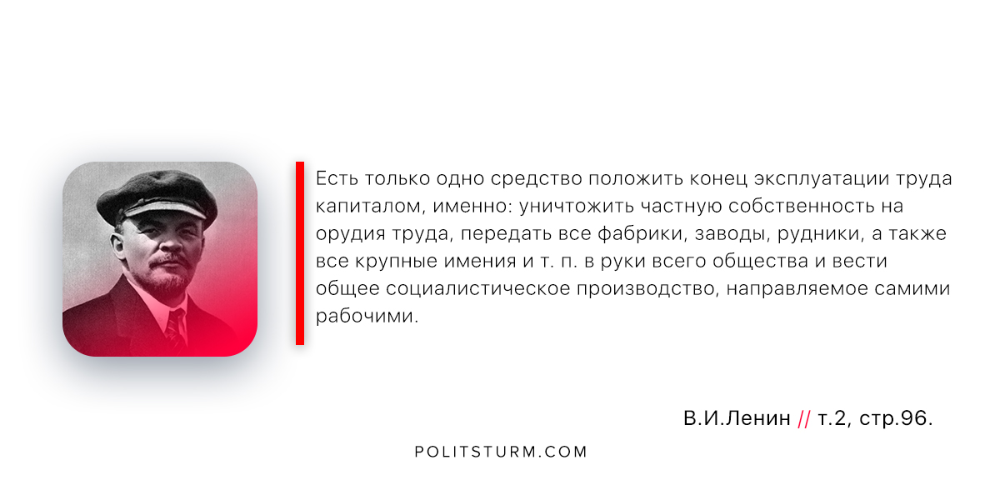 Есть только одно средство положить конец эксплуатации труда
капиталом, именно: уничтожить частную собственность на
орудия труда, передать все фабрики, заводы, рудники, а также
все крупные имения и т. п. в руки всего общества и вести
общее социалистическое производство, направляемое самими
рабочими.
В.И.Ленин // т.2, стр.96.
POLITSTURM.COM